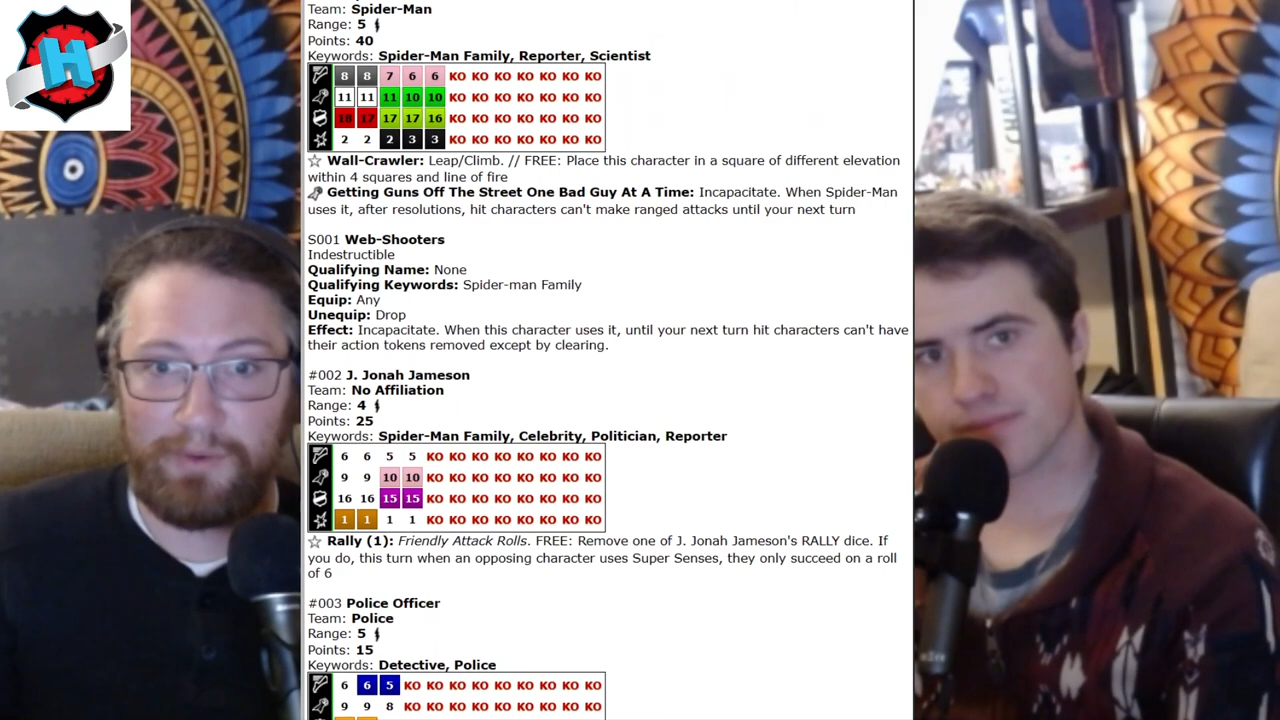 H
Team: Spider-Man
Range: 5
Points: 40
Keywords: Spider-Man Family, Reporter, Scientist
8 8 7 6 6 KO KO KO KO KO KO KO
11 11 11 10 10 KO KO KO KO KO KO KO
18 17 17 17 16 KO KO KO KO KO KO KO
2 2 2 3 3 KO KO KO KO KO KO KO
☆ Wall-Crawler: Leap/Climb. // FREE: Place this character in a square of different elevation
within 4 squares and line of fire
Getting Guns Off The Street One Bad Guy At A Time: Incapacitate. When Spider-Man
uses it, after resolutions, hit characters can't make ranged attacks until your next turn
S001 Web-Shooters
Indestructible
Qualifying Name: None
Qualifying Keywords: Spider-man Family
Equip: Any
Unequip: Drop
Effect: Incapacitate. When this character uses it, until your next turn hit characters can't have
their action tokens removed except by clearing.
#002 J. Jonah Jameson
Team: No Affiliation
Range: 4
Points: 25
Keywords: Spider-Man Family, Celebrity, Politician, Reporter
6 6 5 5 KO KO KO KO KO KO KO KO
9 9 10 10 KO KO KO KO KO KO KO KO
16 16 15 15 KO KO KO KO KO KO KO KO
1 1 1 1 KO KO KO KO KO KO KO KO
☆ Rally (1): Friendly Attack Rolls. FREE: Remove one of J. Jonah Jameson's RALLY dice. If
you do, this turn when an opposing character uses Super Senses, they only succeed on a roll
of 6
#003 Police Officer
Team: Police
Range: 5
Points: 15
Keywords: Detective, Police
6 6 5 KO KO KO KO KO KO KO KO KO
9 9 8 KO KO KO KO KO KO KO KO KO